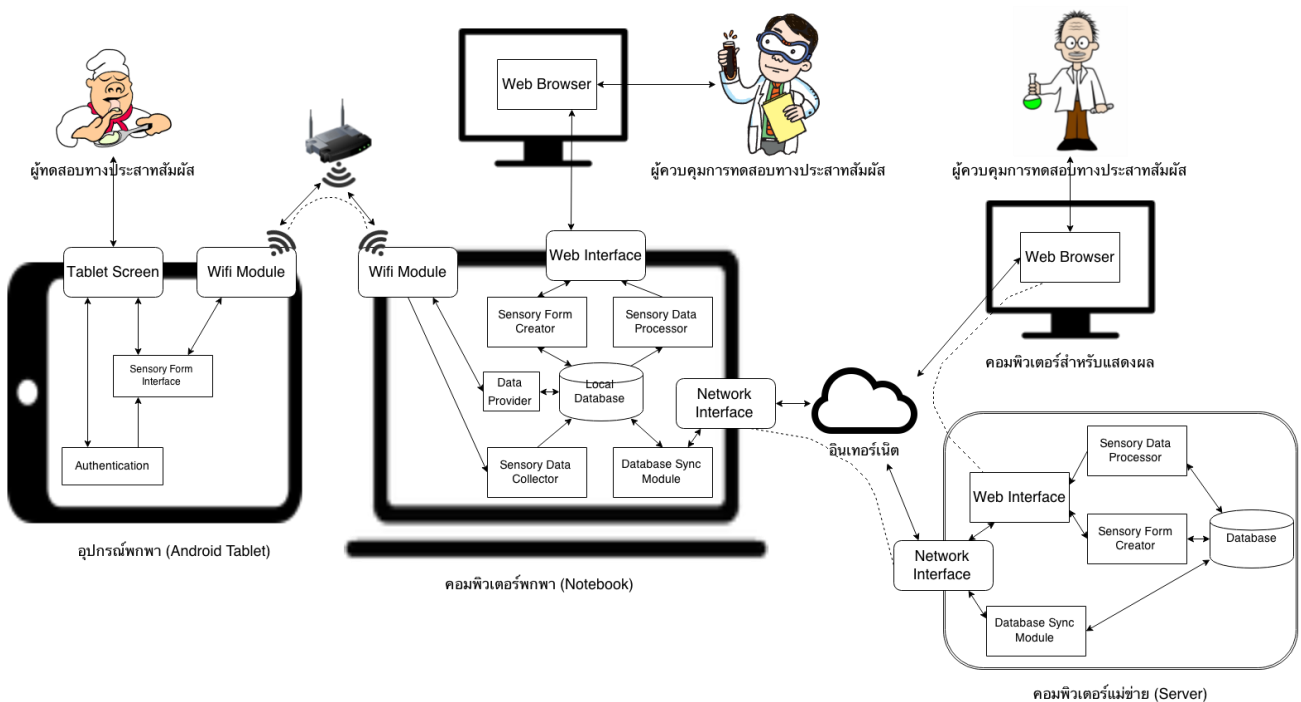 Web Browser
ผู้ทดสอบทางประสาทสัมผัส
ผู้ควบคุมการทดสอบทางประสาทสัมผัส
ผู้ควบคุมการทดสอบทางประสาทสัมผัส
Tablet Screen
Wifi Module
Sensory Form
Interface
Authentication
อุปกรณ์พกพา (Android Tablet)
Wifi Module
Web Interface
Sensory Form
Creator
Sensory Data
Processor
Data
Provider
Local
Database
Sensory Data
Collector
Database Sync
Module
Network
Interface
คอมพิวเตอร์พกพา (Notebook)
อินเทอร์เน็ต
Web Browser
คอมพิวเตอร์สำหรับแสดงผล
Sensory Data
Processor
Web Interface
Sensory Form
Creator
Database
Network
Interface
Database Sync
Module
คอมพิวเตอร์แม่ข่าย (Server)